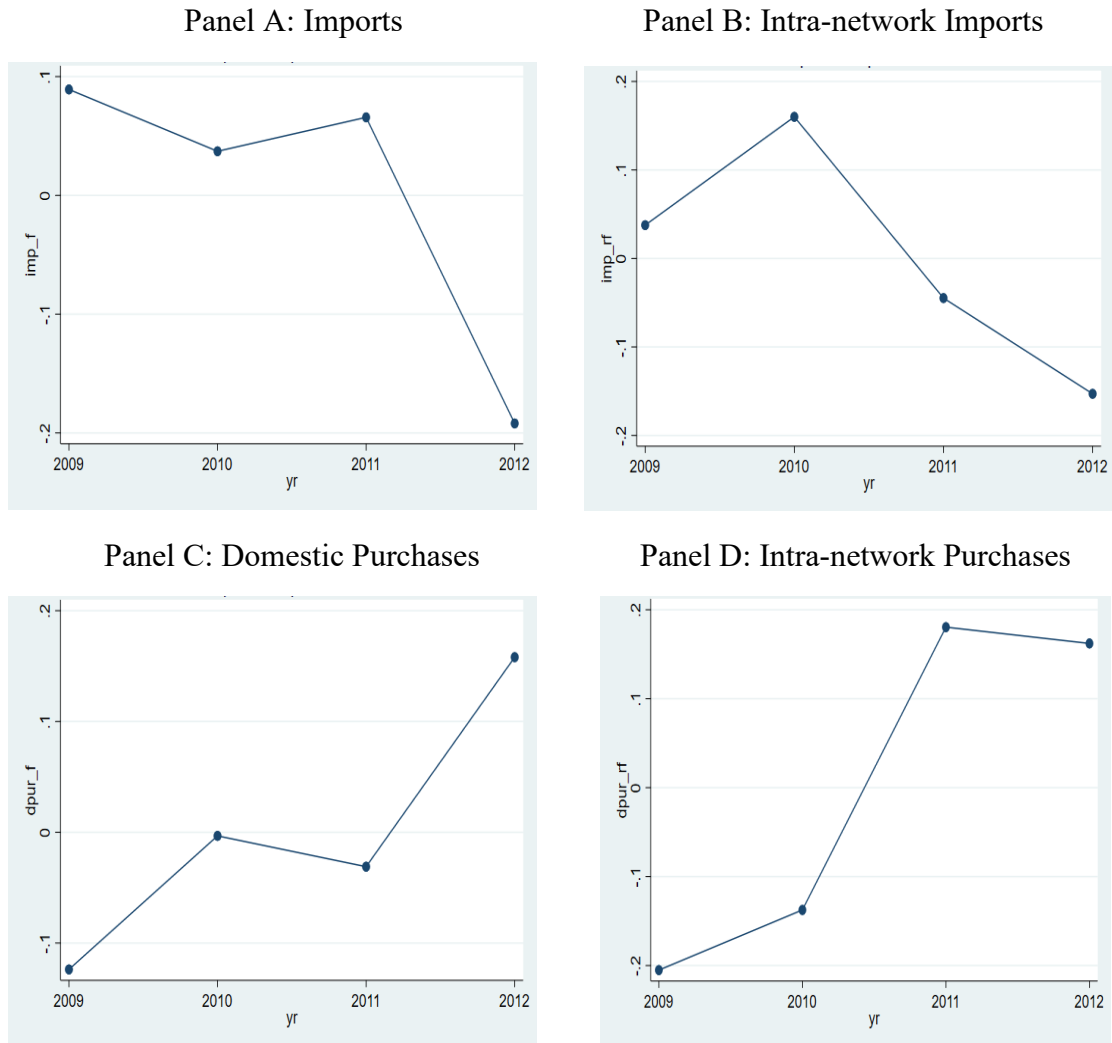 Panel A: Imports
Panel B: Intra-network Imports
.1
0
-.1
-.2
imp_f
2009 2010 2011 2012
yr
.2
.1
0
-.1
-.2
imp_rf
2009 2010 2011 2012
yr
Panel C: Domestic Purchases
Panel D: Intra-network Purchases
.2
.1
0
-.1
dpur_f
2009 2010 2011 2012
yr
.2
.1
0
-.1
-.2
dpur_rf
2009 2010 2011 2012
yr